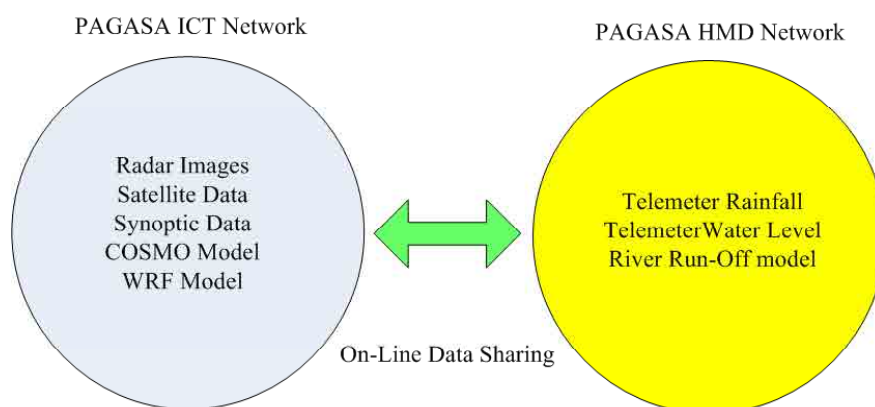 PAGASA ICT Network
Radar Images
Satellite Data
Synoptic Data
COSMO Model
WRF Model
PAGASA HMD Network
Telemeter Rainfall
TelemeterWater Level
River Run-Off model
On-Line Data Sharing